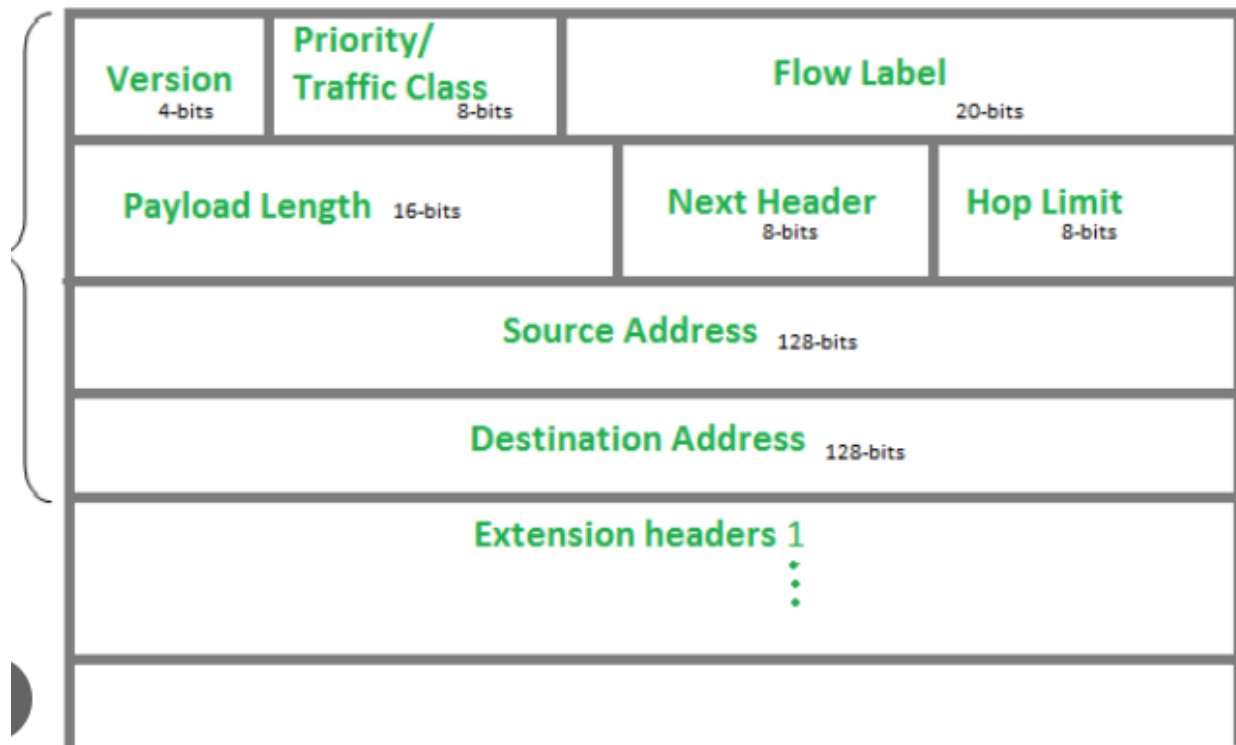 Version
4-bits
Priority/
Traffic Class
8-bits
Flow Label
20-bits
Payload Length 16-bits
Next Header
8-bits
Hop Limit
8-bits
Source Address 128-bits
Destination Address 128-bits
Extension headers 1